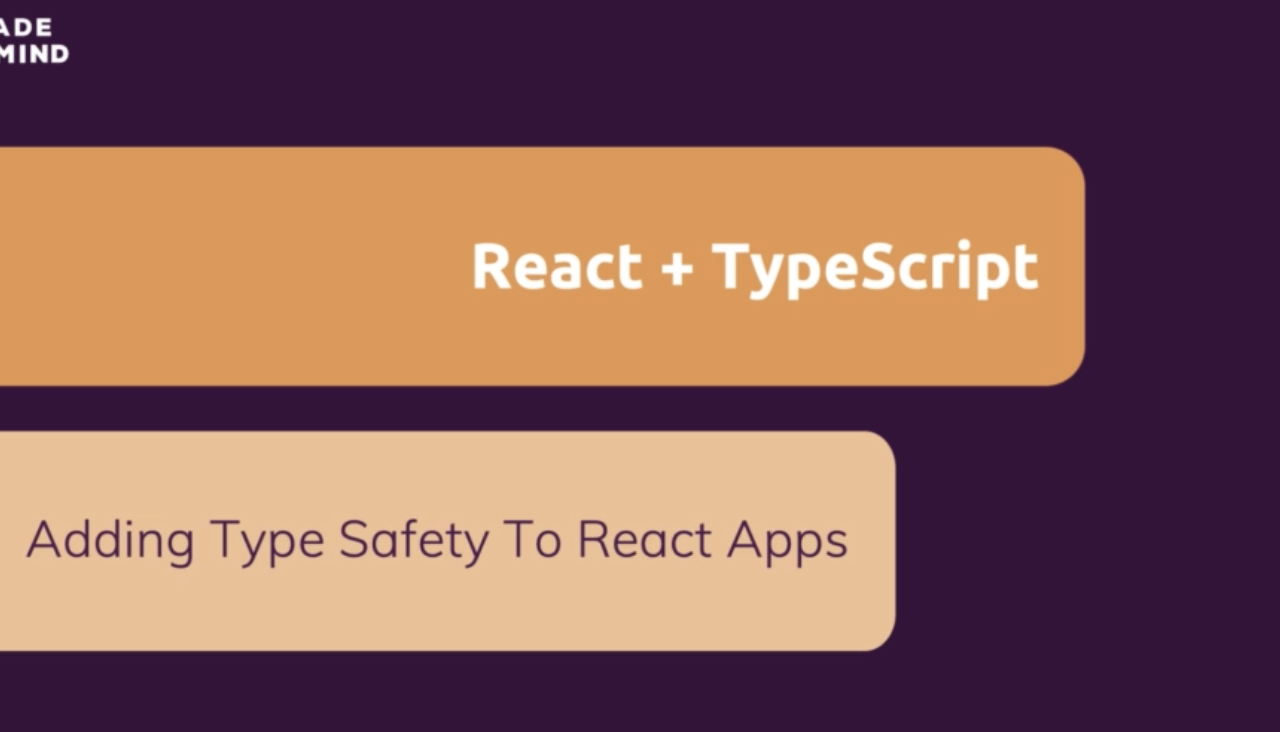 ADE
MIND
React + TypeScript
Adding Type Safety To React Apps